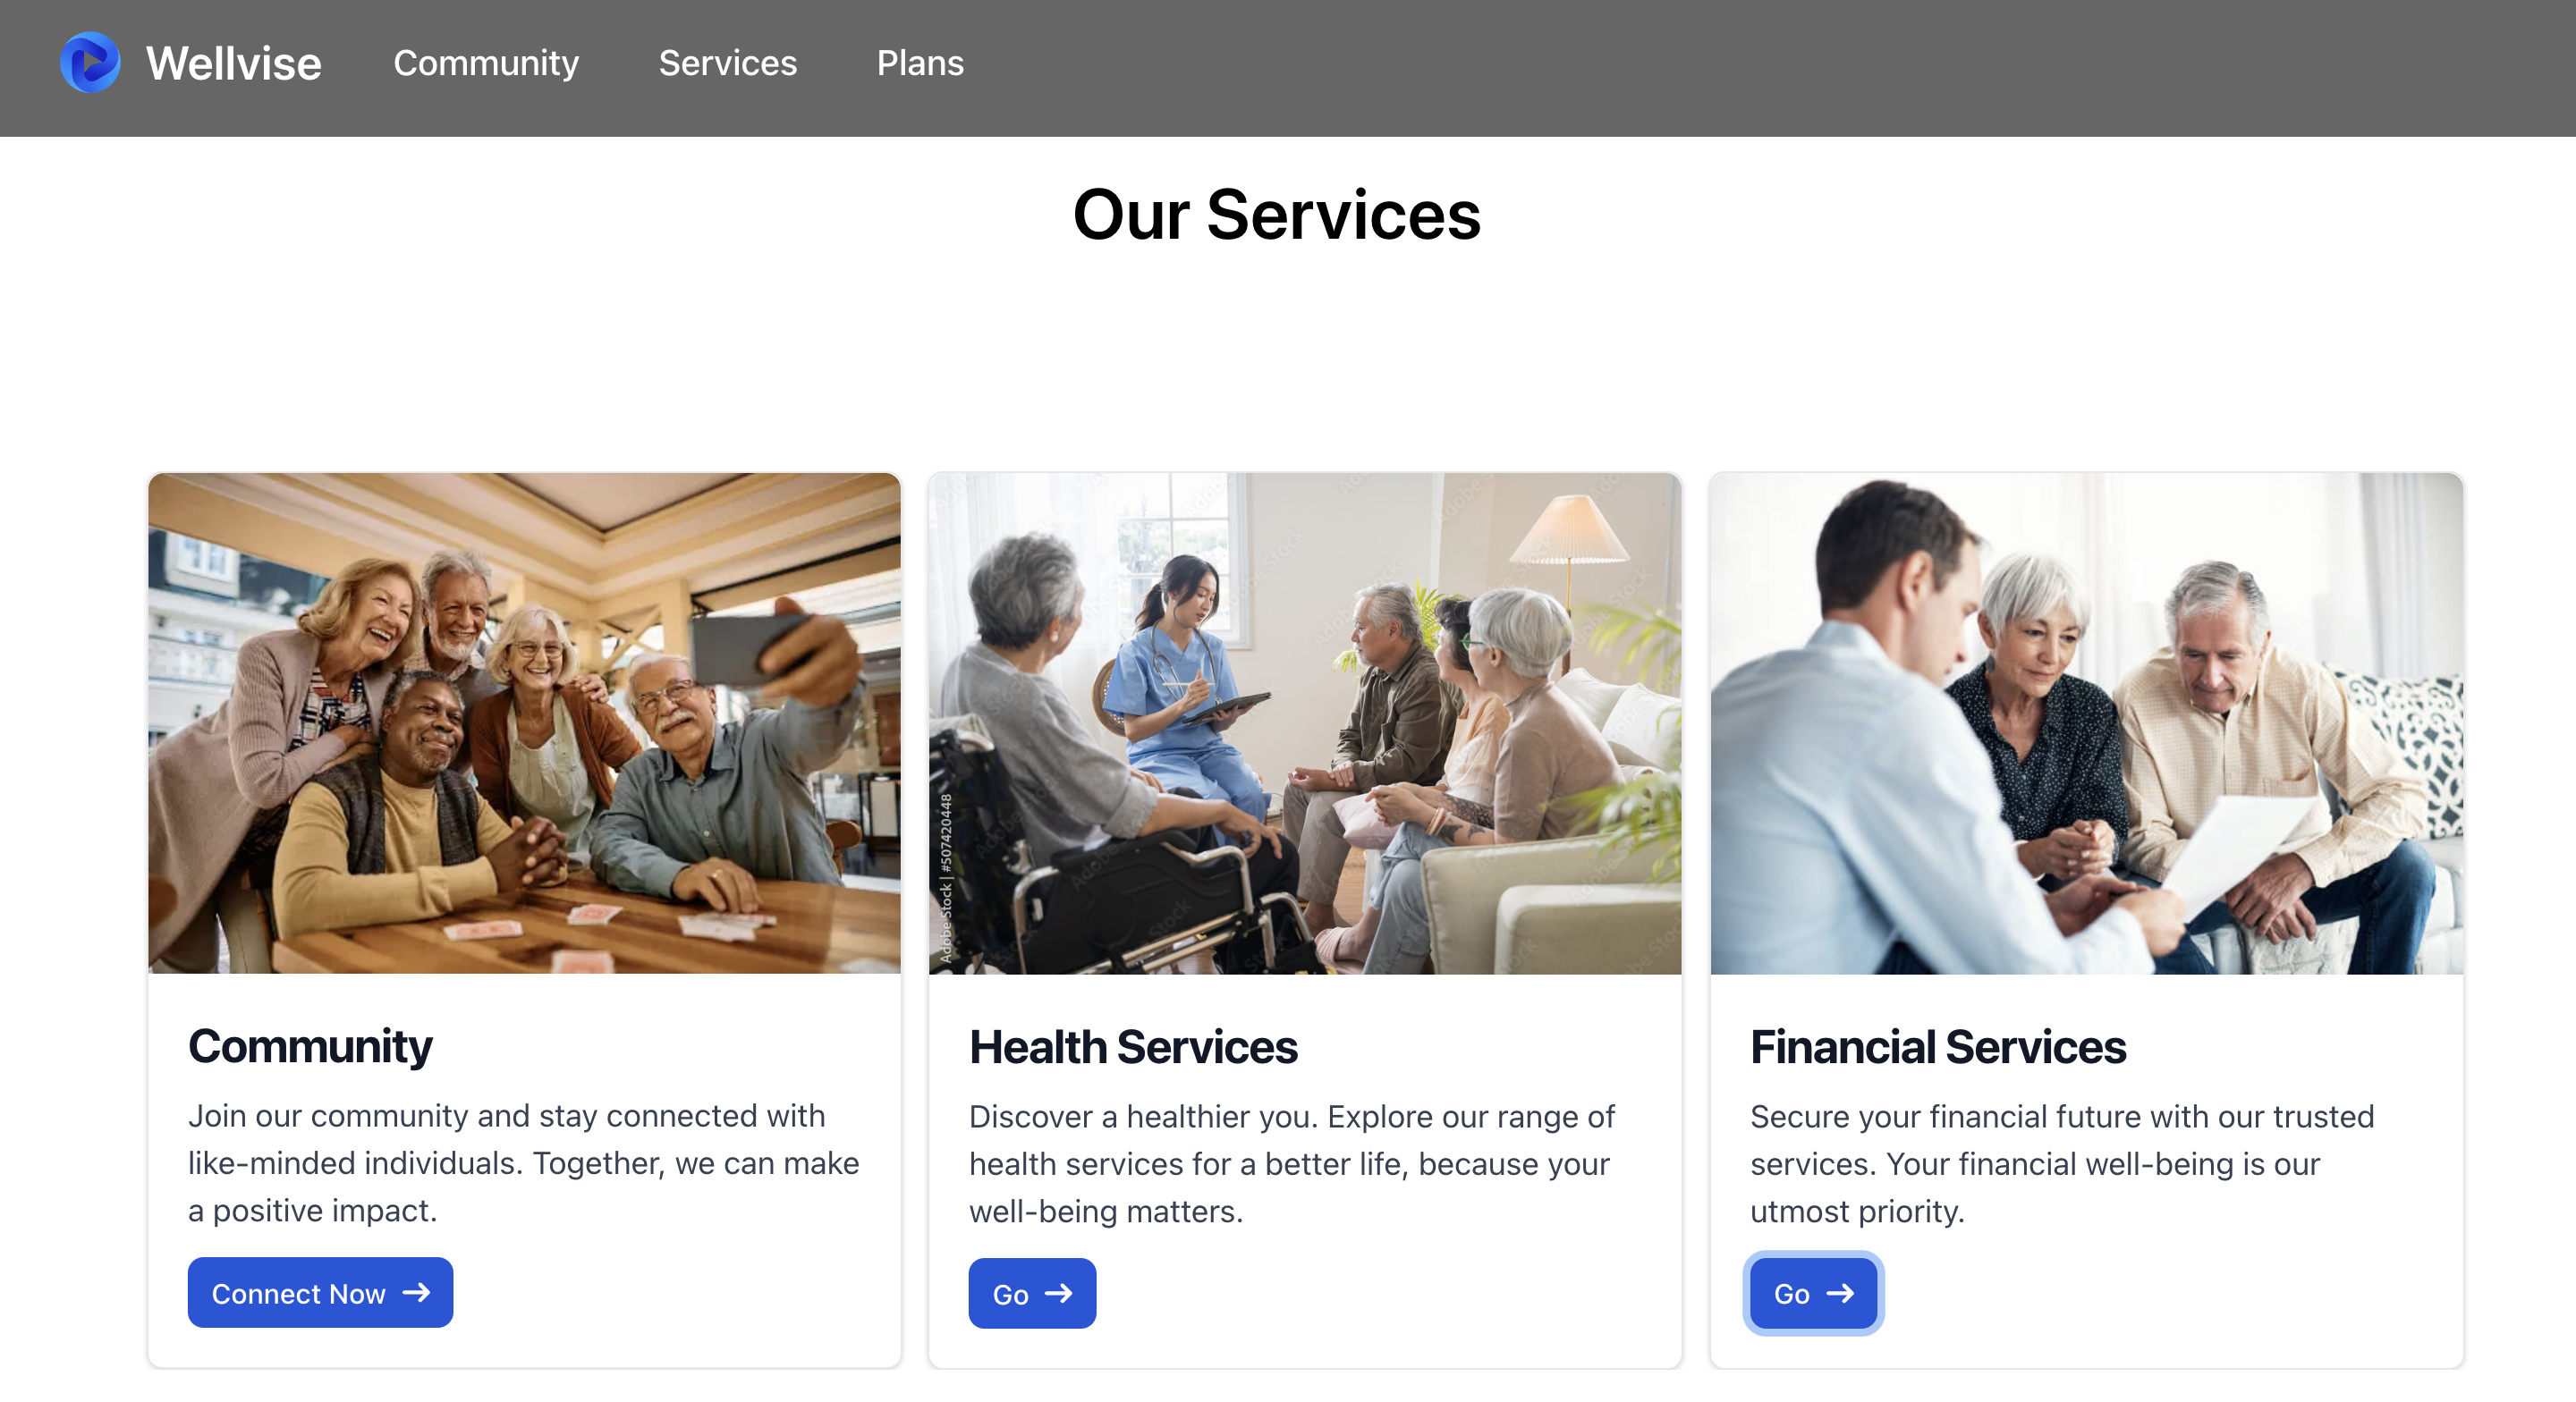 Wellvise
Community
Services
Plans
Our Services
Adobe Stock | #507420448
Community
Join our community and stay connected with
like-minded individuals. Together, we can make
a positive impact.
Connect Now
Health Services
Discover a healthier you. Explore our range of
health services for a better life, because your
well-being matters.
Go
Financial Services
Secure your financial future with our trusted
services. Your financial well-being is our
utmost priority.
Go